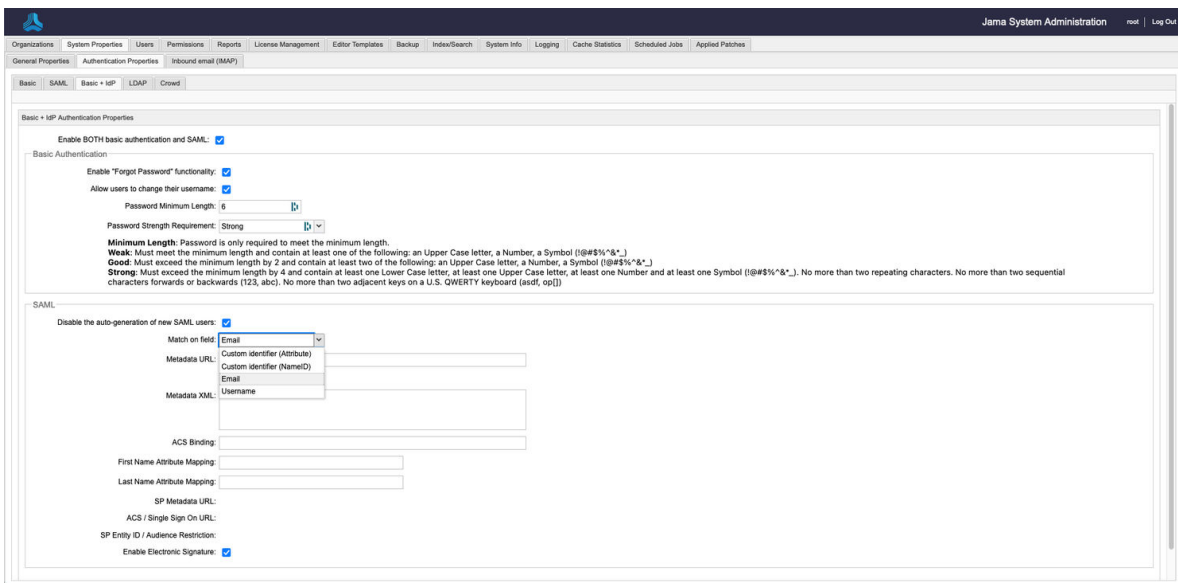 Jama System Administration root | Log Out
Organizations System Properties Users Permissions Reports License Management Editor Templates Backup Index/Search System Info Logging Cache Statistics Scheduled Jobs Applied Patches
General Properties Authentication Properties Inbound email (IMAP)
Basic SAML Basic + IdP LDAP Crowd
Basic + IdP Authentication Properties
Enable BOTH basic authentication and SAML:
Basic Authentication
Enable "Forgot Password" functionality:
Allow users to change their username:
Password Minimum Length: 6
Password Strength Requirement: Strong
Minimum Length: Password is only required to meet the minimum length.
Weak: Must meet the minimum length and contain at least one of the following: an Upper Case letter, a Number, a Symbol (!@#$%^&*_)
Good: Must exceed the minimum length by 2 and contain at least two of the following: an Upper Case letter, a Number, a Symbol (!@#$%^&*_)
Strong: Must exceed the minimum length by 4 and contain at least one Lower Case letter, at least one Upper Case letter, at least one Number and at least one Symbol (!@#$%^&*_). No more than two repeating characters. No more than two sequential
characters forwards or backwards (123, abc). No more than two adjacent keys on a U.S. QWERTY keyboard (asdf, op[])
SAML
Disable the auto-generation of new SAML users:
Match on field: Email
Custom identifier (Attribute)
Metadata URL:
Custom identifier (NameID)
Email
Username
Metadata XML:
ACS Binding:
First Name Attribute Mapping:
Last Name Attribute Mapping:
SP Metadata URL:
ACS / Single Sign On URL:
SP Entity ID / Audience Restriction:
Enable Electronic Signature: